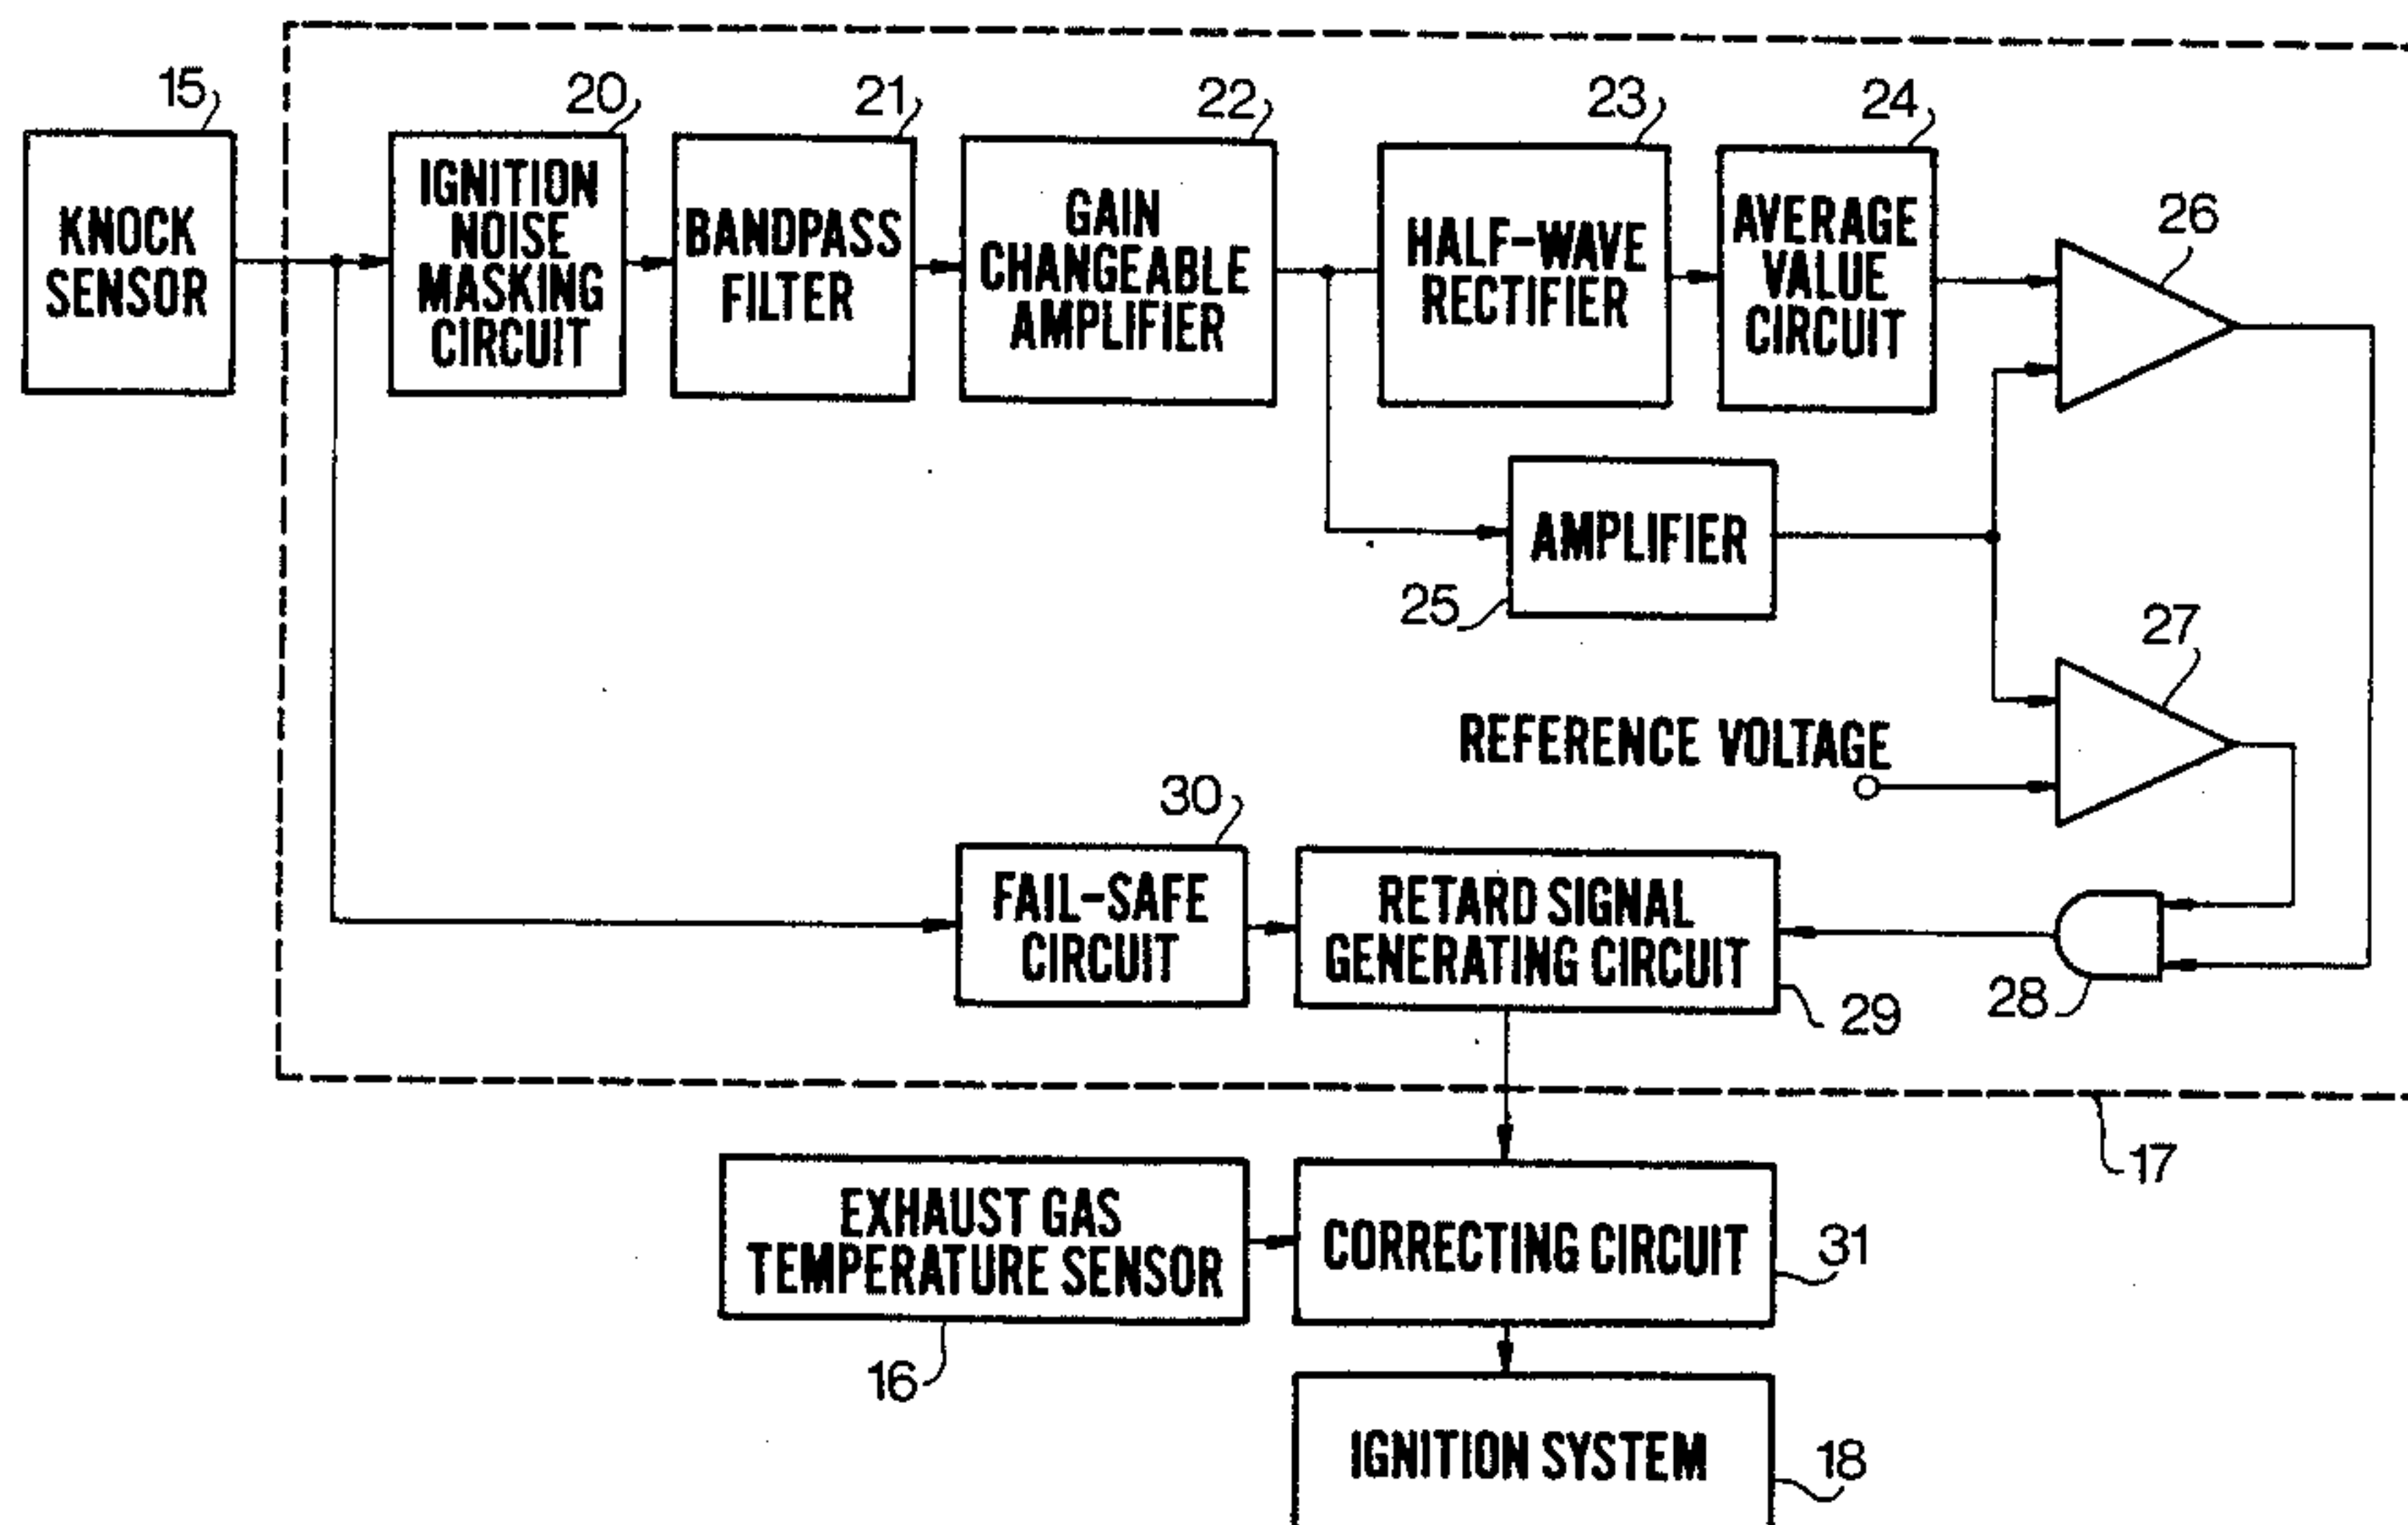 15
20
21
22
23
24
KNOCK
SENSOR
IGNITION
NOISE
MASKING
CIRCUIT
BANDPASS
FILTER
GAIN
CHANGEABLE
AMPLIFIER
HALF-WAVE
RECTIFIER
AVERAGE
VALUE
CIRCUIT
26
AMPLIFIER
25
27
REFERENCE VOLTAGE
30
FAIL-SAFE
CIRCUIT
RETARD SIGNAL
GENERATING CIRCUIT
28
29
17
EXHAUST GAS
TEMPERATURE SENSOR
CORRECTING CIRCUIT
31
16
IGNITION SYSTEM
18